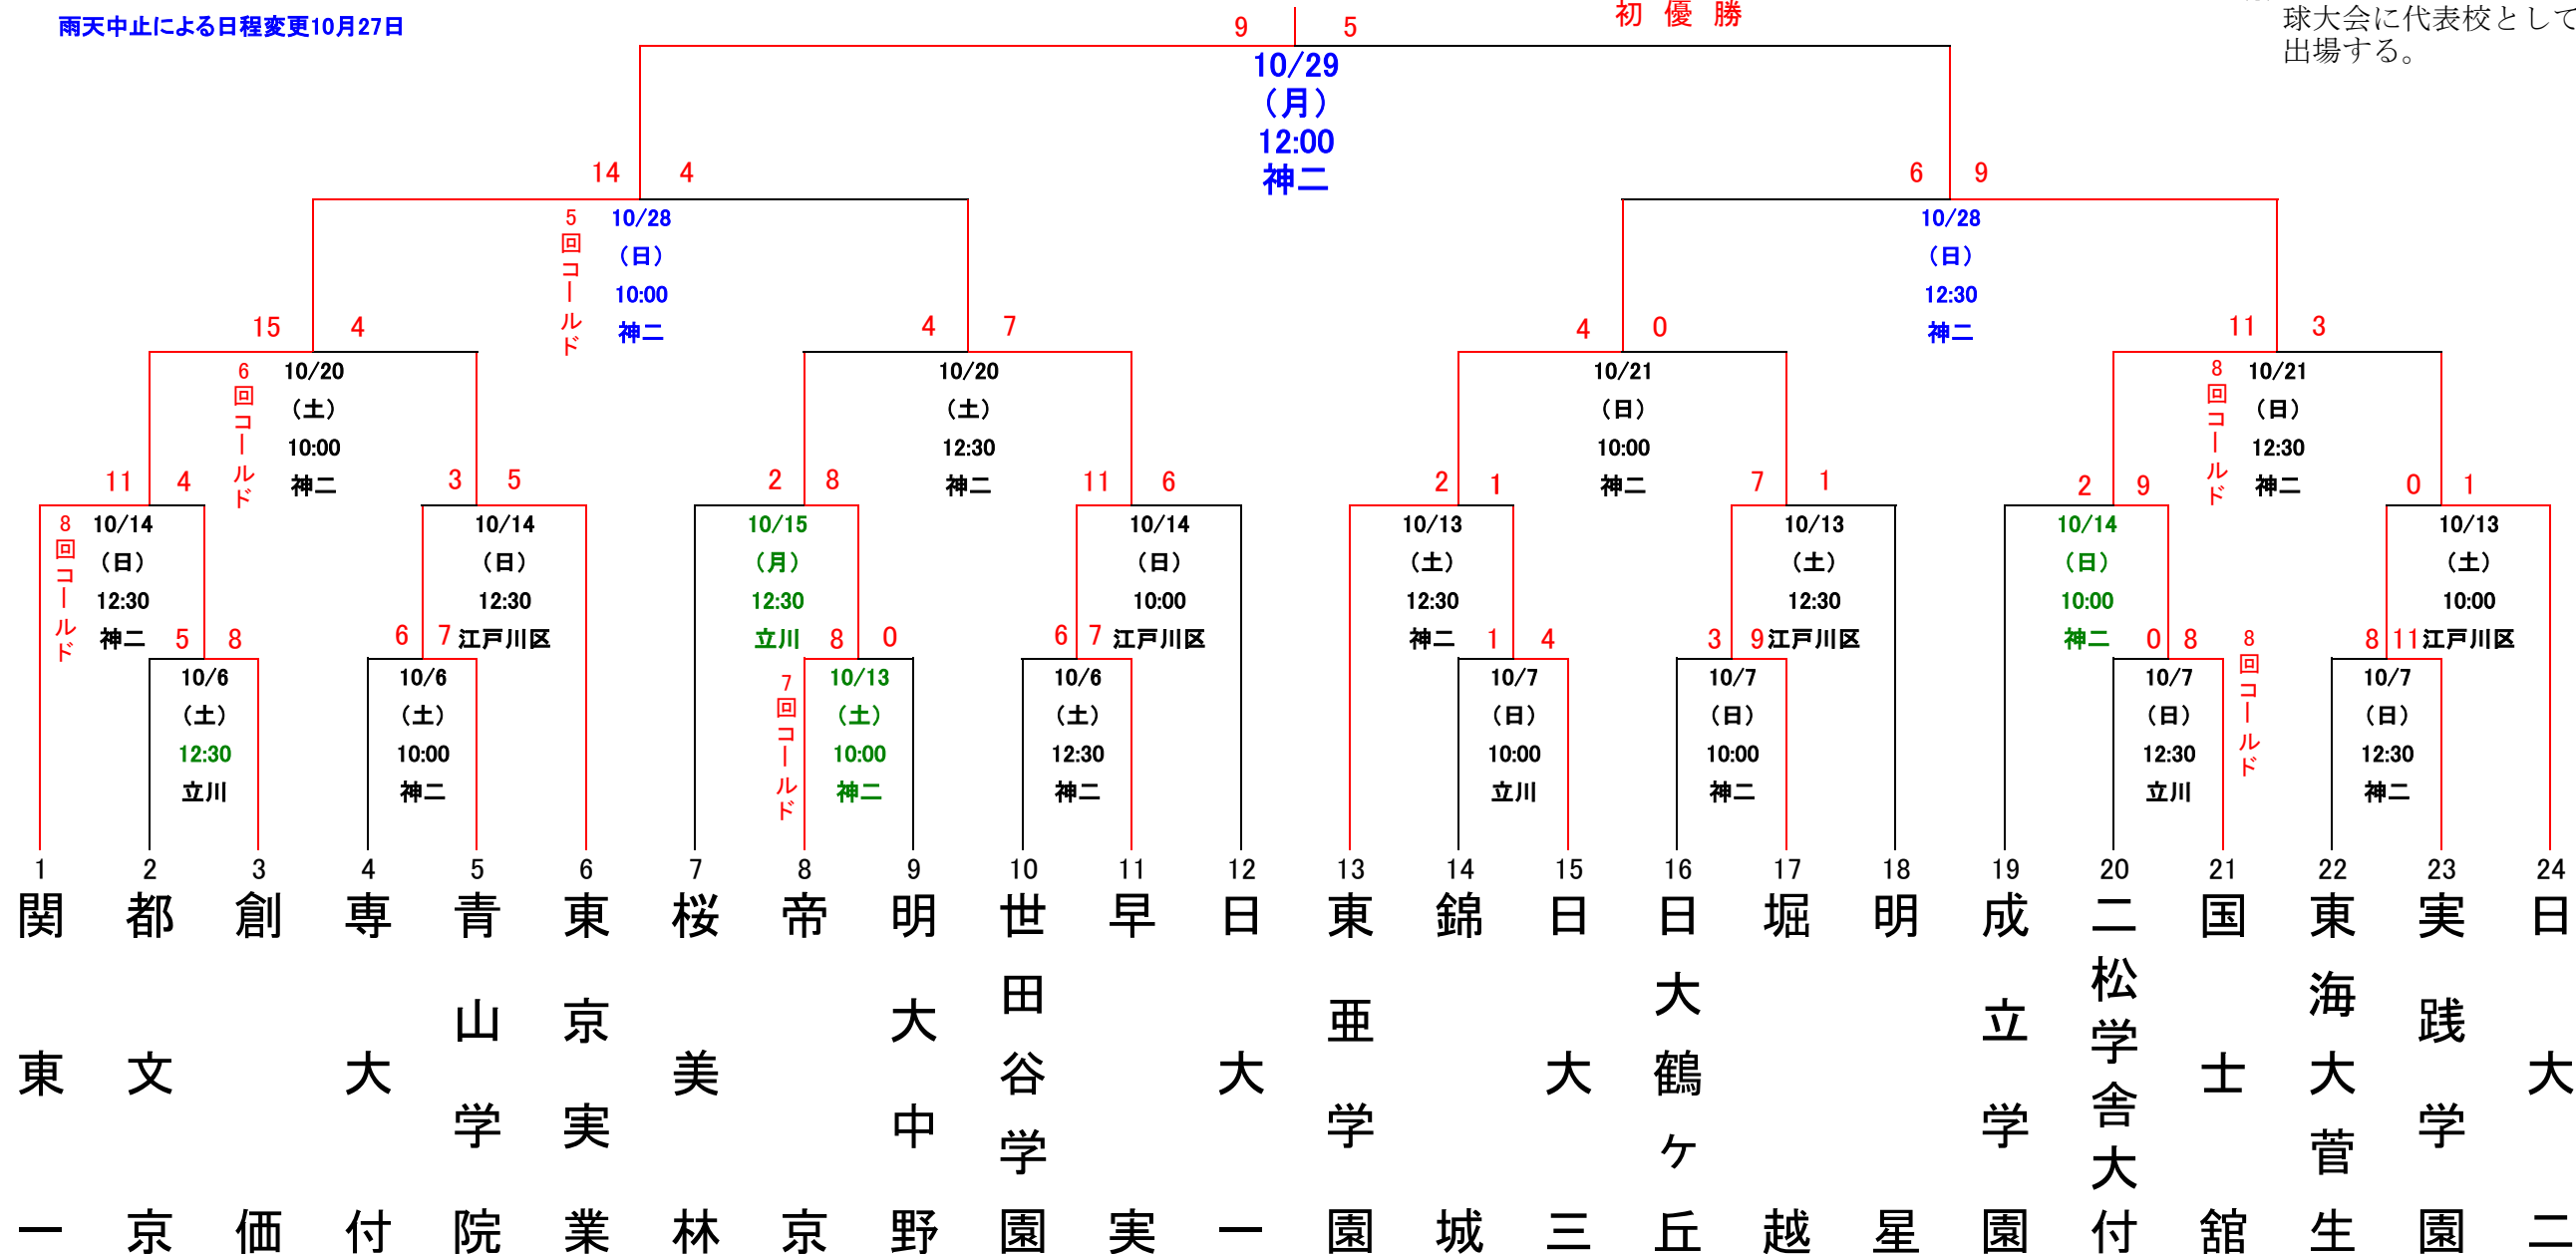 雨天中止による日程変更10月27日
初優勝
球大会に代表校として
出場する。
9 5
10/29
（月）
12:00
神二
14 4
5回コールド
10/28
（日）
10:00
神二
6 9
10/28
（日）
12:30
神二
15 4
6回コールド
10/20
（土）
10:00
神二
4 7
10/20
（土）
12:30
神二
4 0
10/21
（日）
10:00
神二
11 3
8回コールド
10/21
（日）
12:30
神二
11 4
8回コールド
10/14
（日）
12:30
神二
3 5
10/14
（日）
12:30
江戸川区
2 8
10/15
（月）
12:30
立川
11 6
10/14
（日）
10:00
江戸川区
2 1
10/13
（土）
12:30
神二
7 1
10/13
（土）
12:30
江戸川区
2 9
10/14
（日）
10:00
神二
0 1
10/13
（土）
10:00
江戸川区
5 8
10/6
（土）
12:30
立川
6 7
10/6
（土）
10:00
神二
8 0
7回コールド
10/13
（土）
10:00
神二
6 7
10/6
（土）
12:30
神二
1 4
10/7
（日）
10:00
立川
3 9
10/7
（日）
10:00
神二
0 8
8回コールド
10/7
（日）
12:30
立川
8 11
10/7
（日）
12:30
神二
1 関東一
2 都文京
3 創価
4 専大付
5 青山学院
6 東京実業
7 桜美林
8 帝京
9 明大中野
10 世田谷学園
11 早実
12 日大一
13 東亜学園
14 錦城
15 日大三
16 日大鶴ケ丘
17 堀越
18 明星
19 成立学園
20 二松学舎大付
21 国士舘
22 東海大菅生
23 実践学園
24 日大二